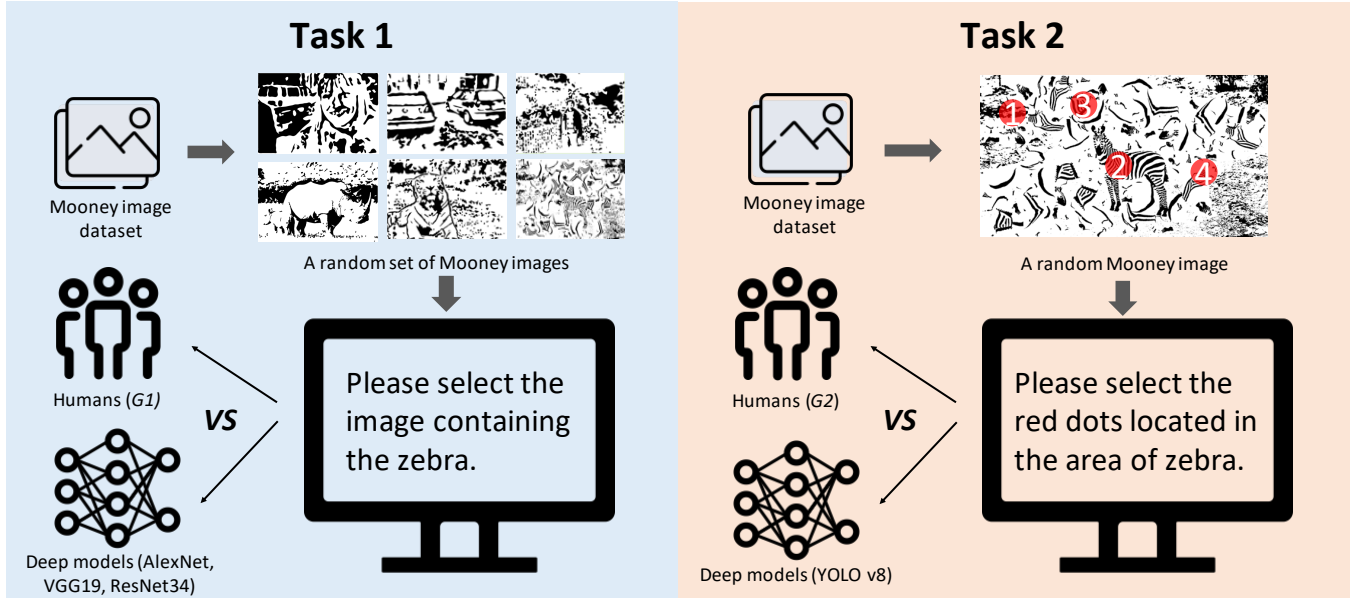 Task 1
Mooney image
dataset
A random set of Mooney images
Humans (G1)
VS
Please select the
image containing
the zebra.
Deep models (AlexNet,
VGG19, ResNet34)
Task 2
1
3
2
4
Mooney image
dataset
A random Mooney image
Humans (G2)
VS
Please select the
red dots located in
the area of zebra.
Deep models (YOLO v8)